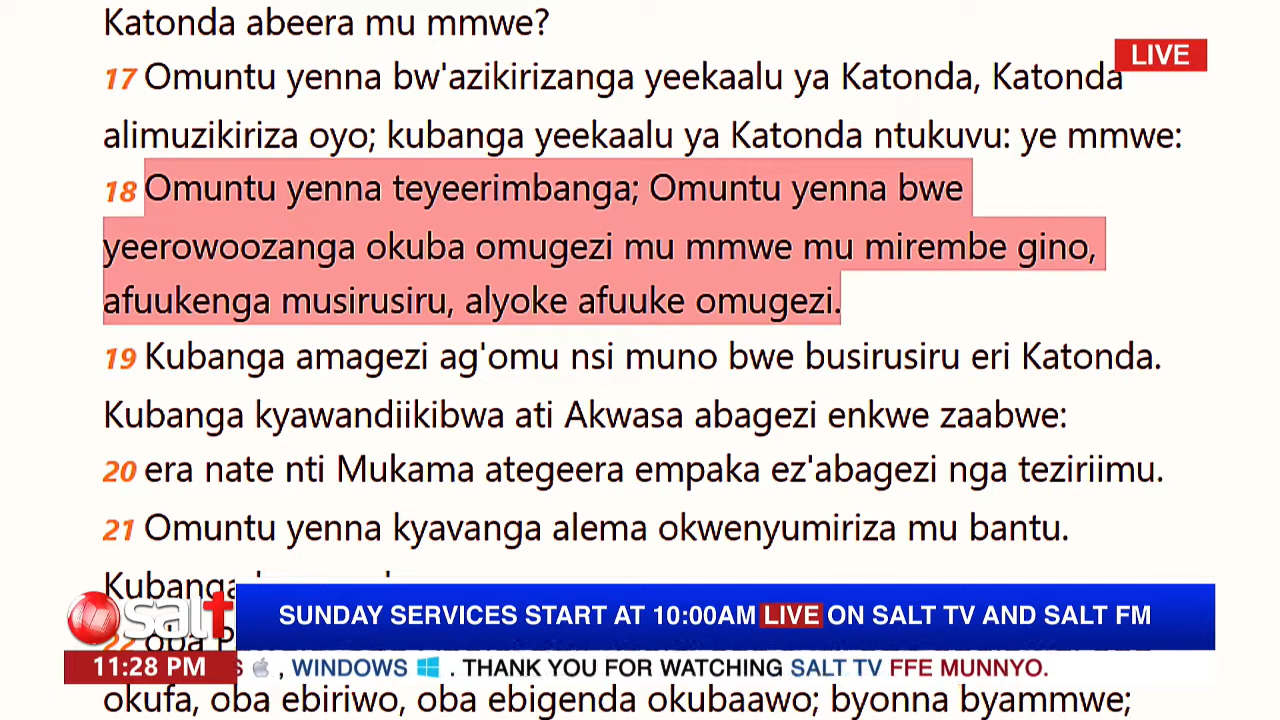 Katonda abeera mu mmwe?
LIVE
17 Omuntu yenna bw'azikirizanga yeekaalu ya Katonda, Katonda
alimuzikiriza oyo; kubanga yeekaalu ya Katonda ntukuvu: ye mmwe:
18 Omuntu yenna teyeerimbanga; Omuntu yenna bwe
yeerowoozanga okuba omugezi mu mmwe mu mirembe gino,
afuukenga musirusiru, alyoke afuuke omugezi.
19 Kubanga amagezi ag'omu nsi muno bwe busirusiru eri Katonda.
Kubanga kyawandiikibwa ati Akwasa abagezi enkwe zaabwe:
20 era nate nti Mukama ategeera empaka ez'abagezi nga teziriimu.
21 Omuntu yenna kyavanga alema okwenyumiriza mu bantu.
Kubanga
salt
SUNDAY SERVICES START AT 10:00AM LIVE ON SALT TV AND SALT FM
22 oba
11:28 PM
S , WINDOWS . THANK YOU FOR WATCHING SALT TV FFE MUNNYO.
okufa, oba ebiriwo, oba ebigenda okubaawo; byonna byammwe;